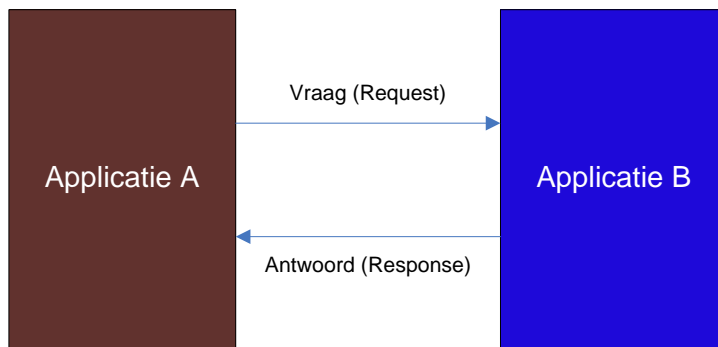 Vraag (Request)
Applicatie A
Applicatie B
Antwoord (Response)